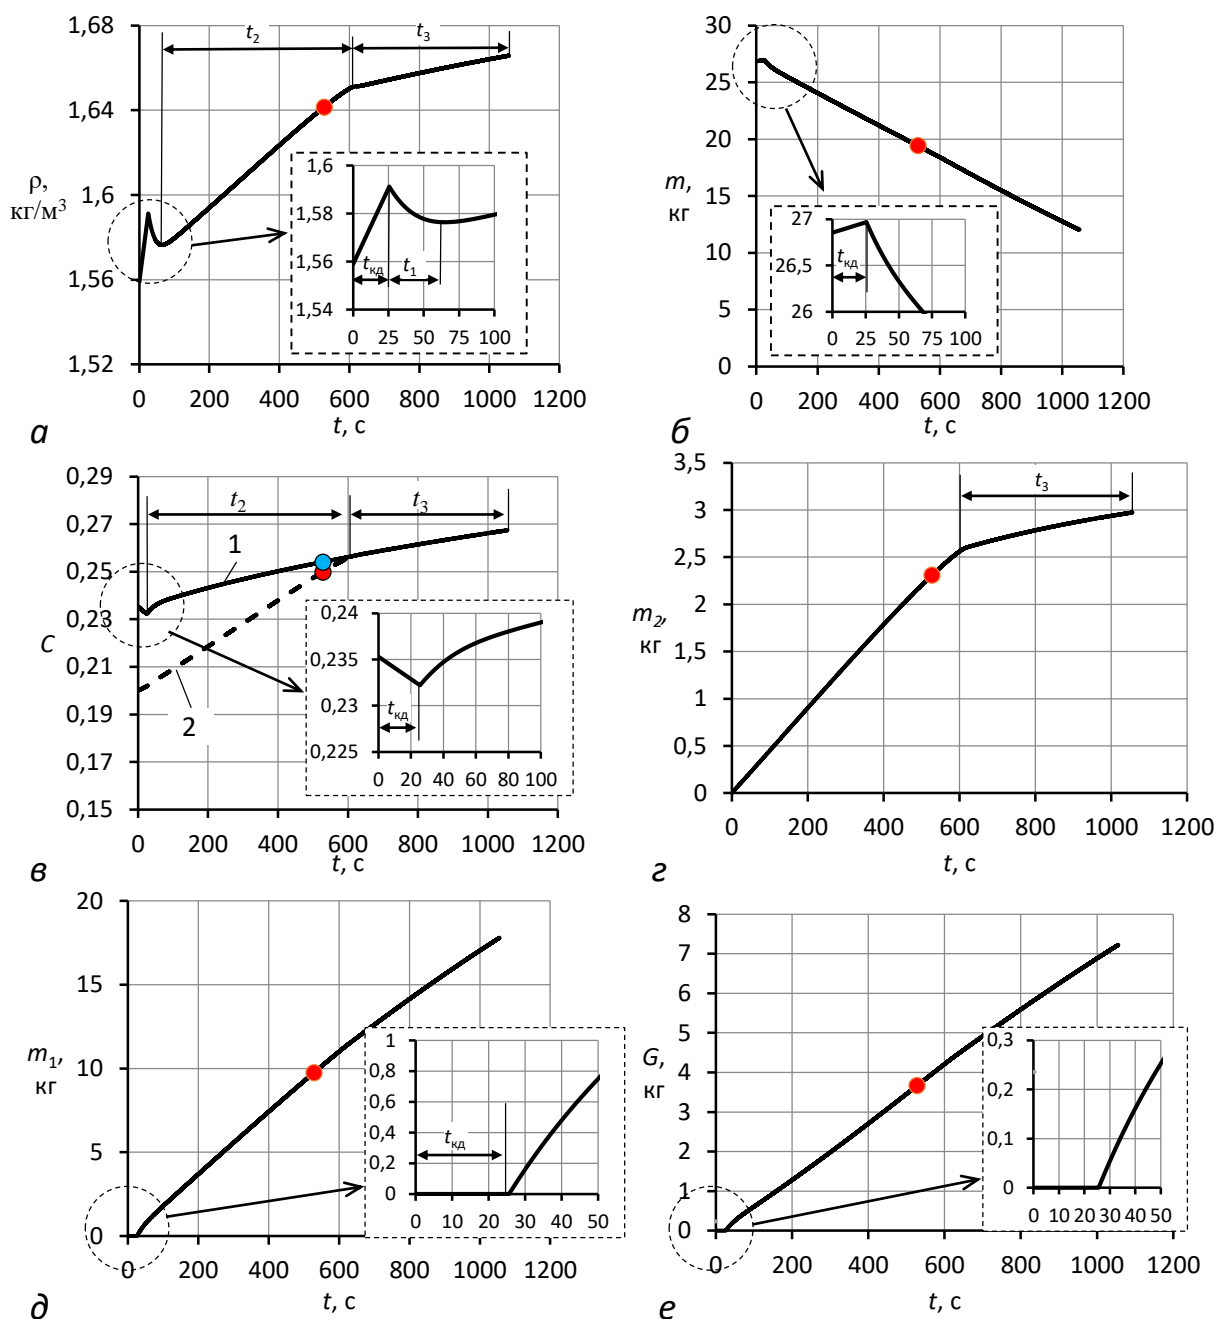 1,68
1,64
1,6
1,56
1,52
ρ,
кг/м³
t₂
t₃
1,6
1,58
1,56
1,54
tкд
t₁
0 25 50 75 100
0 200 400 600 800 1000 1200
t, с
а
30
25
20
15
10
5
0
m,
кг
27
26,5
26
tкд
0 25 50 75 100
0 200 400 600 800 1000 1200
t, с
б
0,29
0,27
0,25
0,23
0,21
0,19
0,17
0,15
C
t₂
t₃
1
2
0,24
0,235
0,23
0,225
tкд
0 20 40 60 80 100
0 200 400 600 800 1000 1200
t, с
в
3,5
3
2,5
2
1,5
1
0,5
0
m₂,
кг
t₃
0 200 400 600 800 1000 1200
t, с
г
20
15
10
5
0
m₁,
кг
1
0,8
0,6
0,4
0,2
0
tкд
0 10 20 30 40 50
0 200 400 600 800 1000 1200
t, с
д
8
7
6
5
4
3
2
1
0
G,
кг
0,3
0,2
0,1
0
0 10 20 30 40 50
0 200 400 600 800 1000 1200
t, с
е